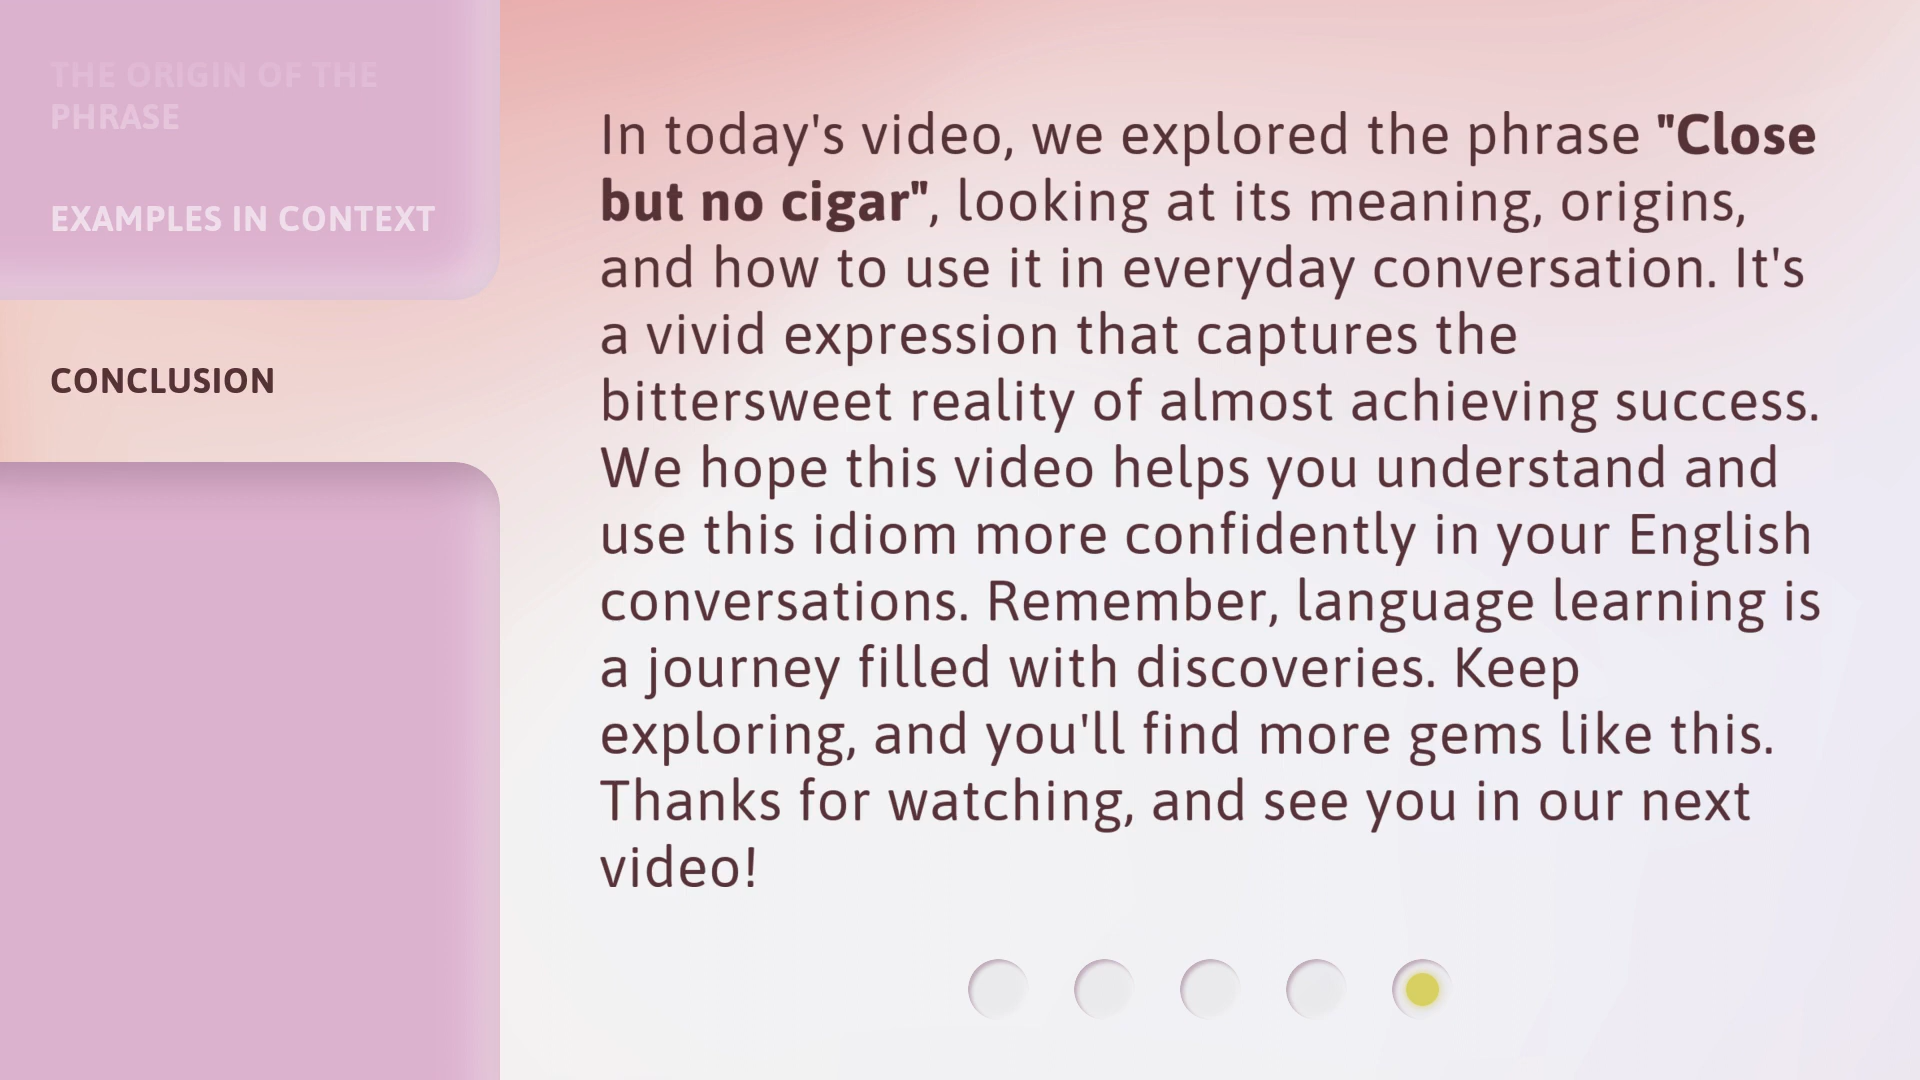 THE ORIGIN OF THE
PHRASE
EXAMPLES IN CONTEXT
CONCLUSION
In today's video, we explored the phrase "Close
but no cigar", looking at its meaning, origins,
and how to use it in everyday conversation. It's
a vivid expression that captures the
bittersweet reality of almost achieving success.
We hope this video helps you understand and
use this idiom more confidently in your English
conversations. Remember, language learning is
a journey filled with discoveries. Keep
exploring, and you'll find more gems like this.
Thanks for watching, and see you in our next
video!